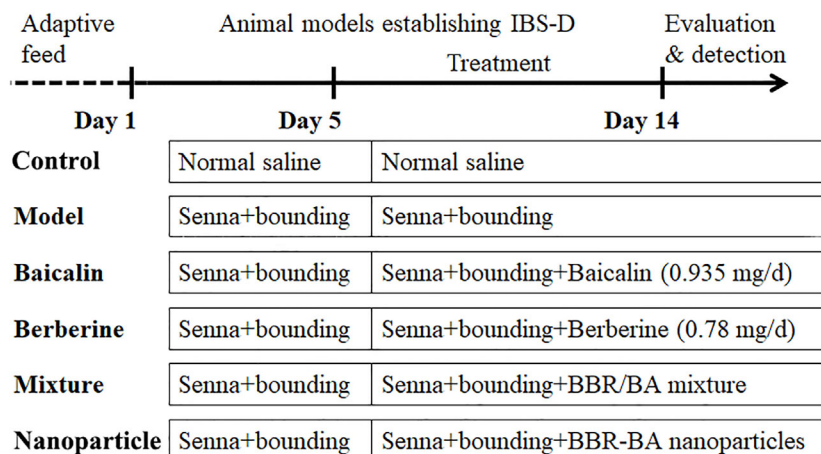 Adaptive feed
Animal models establishing IBS-D
Evaluation & detection
Treatment
Day 1
Day 5
Day 14
Control
Normal saline
Normal saline
Model
Senna+bounding
Senna+bounding
Baicalin
Senna+bounding
Senna+bounding+Baicalin (0.935 mg/d)
Berberine
Senna+bounding
Senna+bounding+Berberine (0.78 mg/d)
Mixture
Senna+bounding
Senna+bounding+BBR/BA mixture
Nanoparticle
Senna+bounding
Senna+bounding+BBR-BA nanoparticles